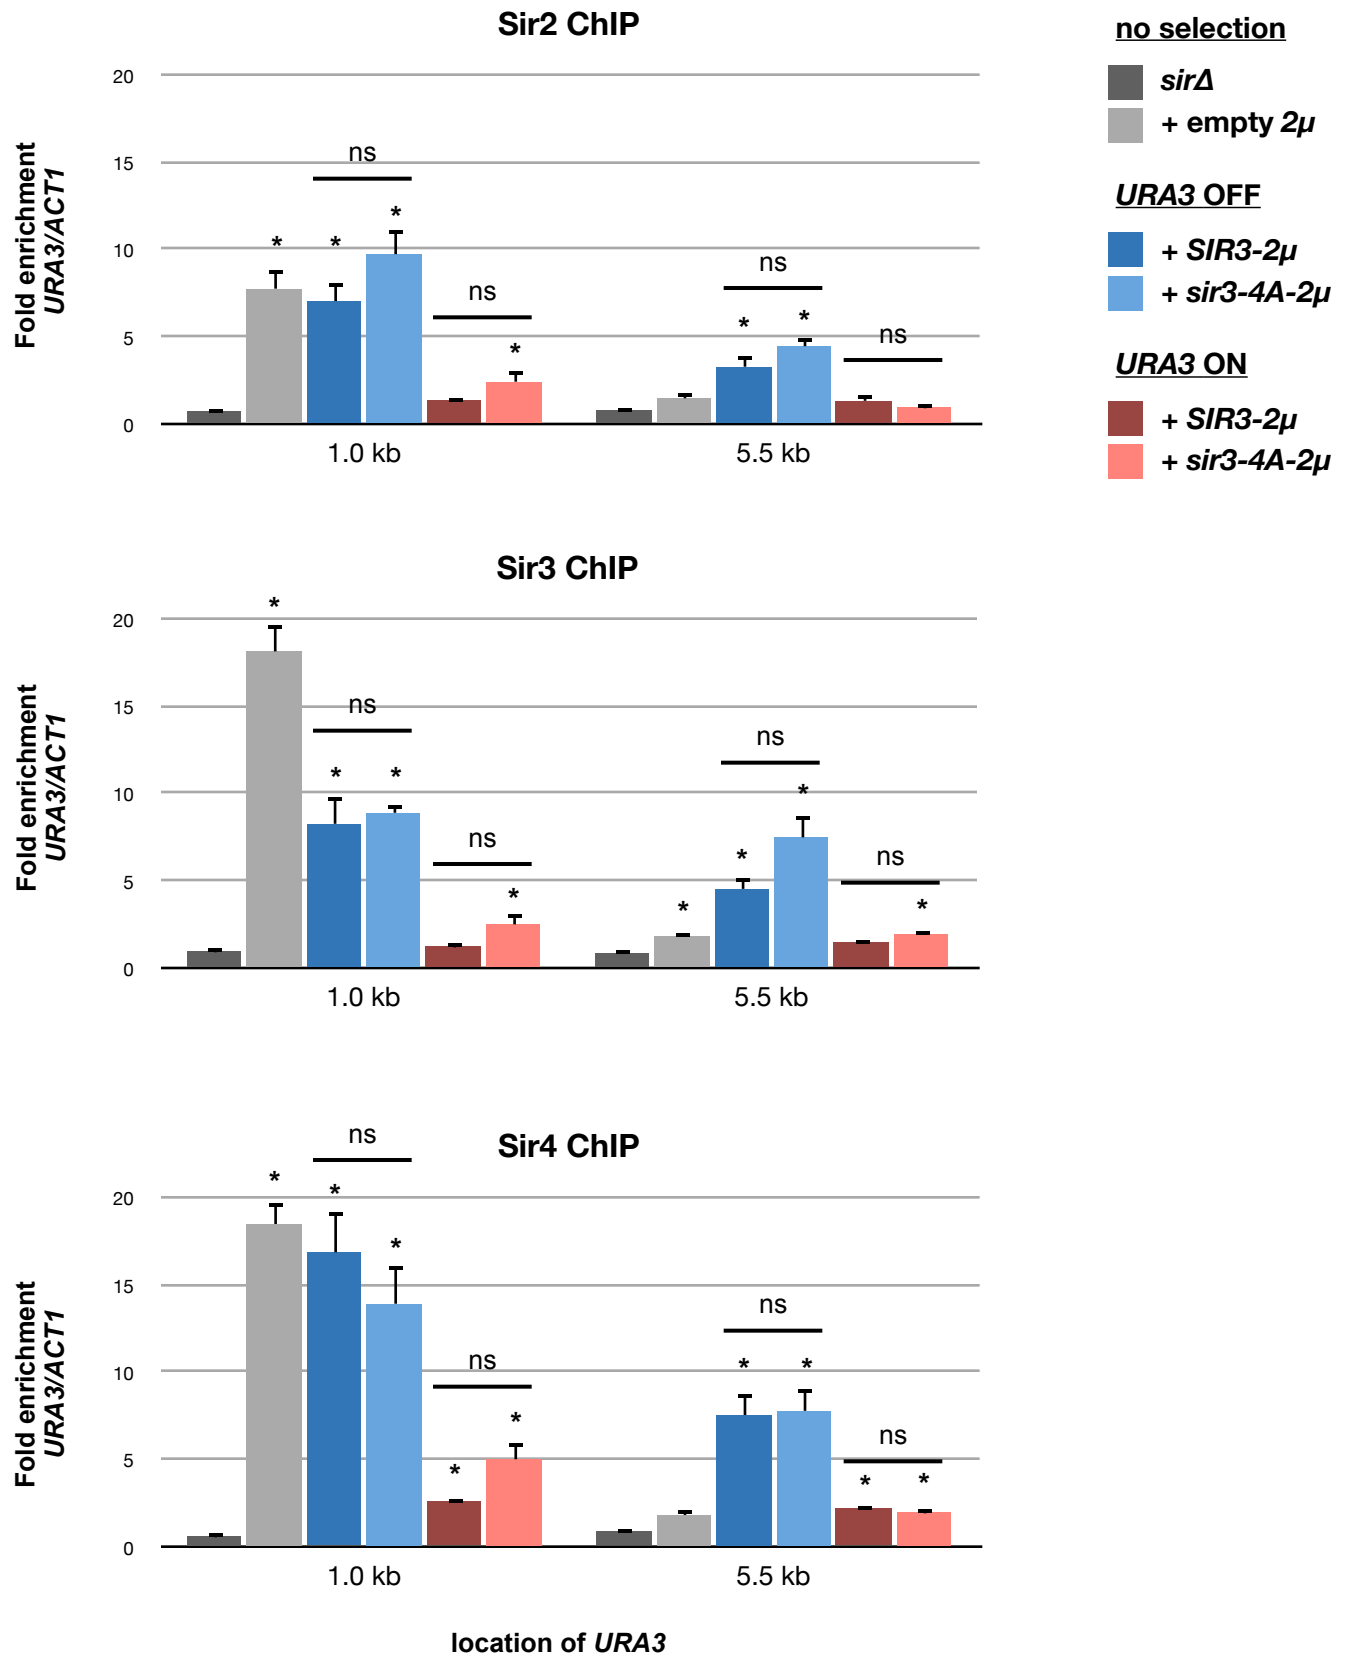 Sir2 ChIP
Fold enrichment
URA3/ACT1
20
15
10
5
0
ns
*
*
*
ns
*
ns
*
*
ns
1.0 kb
5.5 kb
no selection
sirΔ
+ empty 2µ
URA3 OFF
+ SIR3-2µ
+ sir3-4A-2µ
URA3 ON
+ SIR3-2µ
+ sir3-4A-2µ
Sir3 ChIP
Fold enrichment
URA3/ACT1
20
15
10
5
0
*
ns
*
*
ns
*
*
ns
*
*
ns
*
1.0 kb
5.5 kb
Sir4 ChIP
Fold enrichment
URA3/ACT1
20
15
10
5
0
*
ns
*
*
ns
*
*
ns
*
*
ns
*
*
1.0 kb
5.5 kb
location of URA3